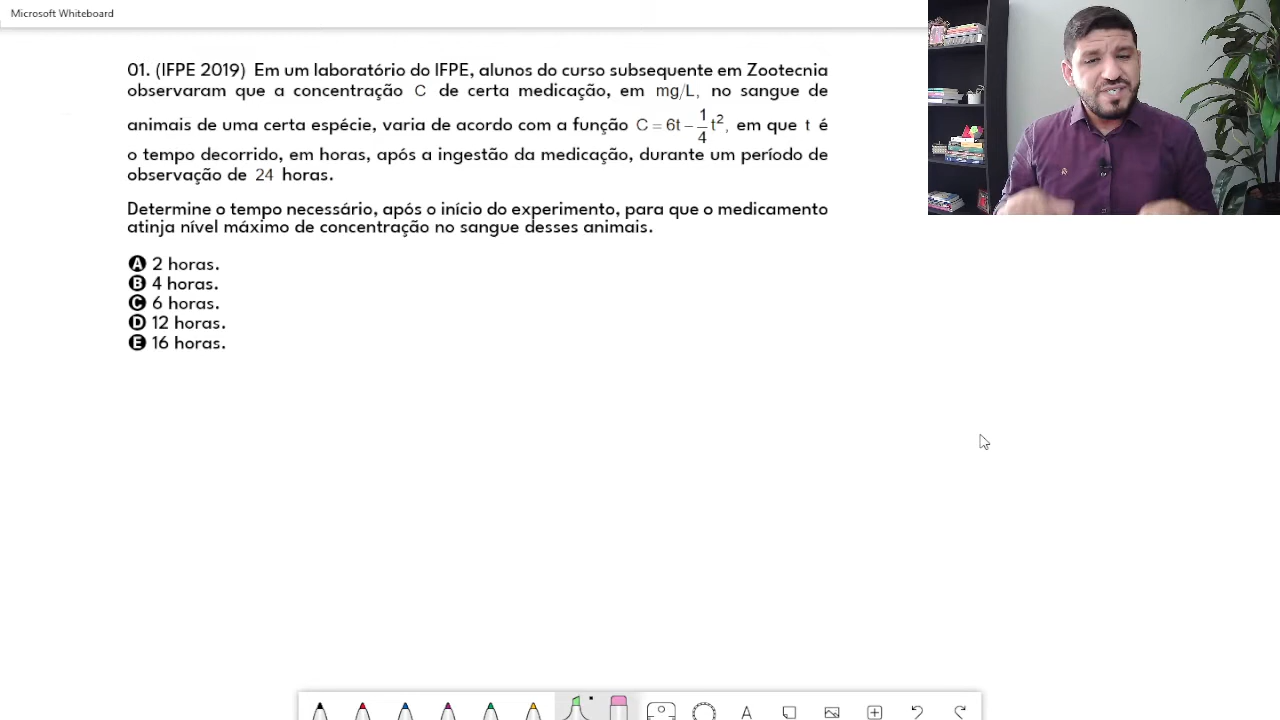 Microsoft Whiteboard
01. (IFPE 2019) Em um laboratório do IFPE, alunos do curso subsequente em Zootecnia
observaram que a concentração C de certa medicação, em mg/L, no sangue de
animais de uma certa espécie, varia de acordo com a função C = 6t − 1/4 t², em que t é
o tempo decorrido, em horas, após a ingestão da medicação, durante um período de
observação de 24 horas.
Determine o tempo necessário, após o início do experimento, para que o medicamento
atinja nível máximo de concentração no sangue desses animais.
A 2 horas.
B 4 horas.
C 6 horas.
D 12 horas.
E 16 horas.